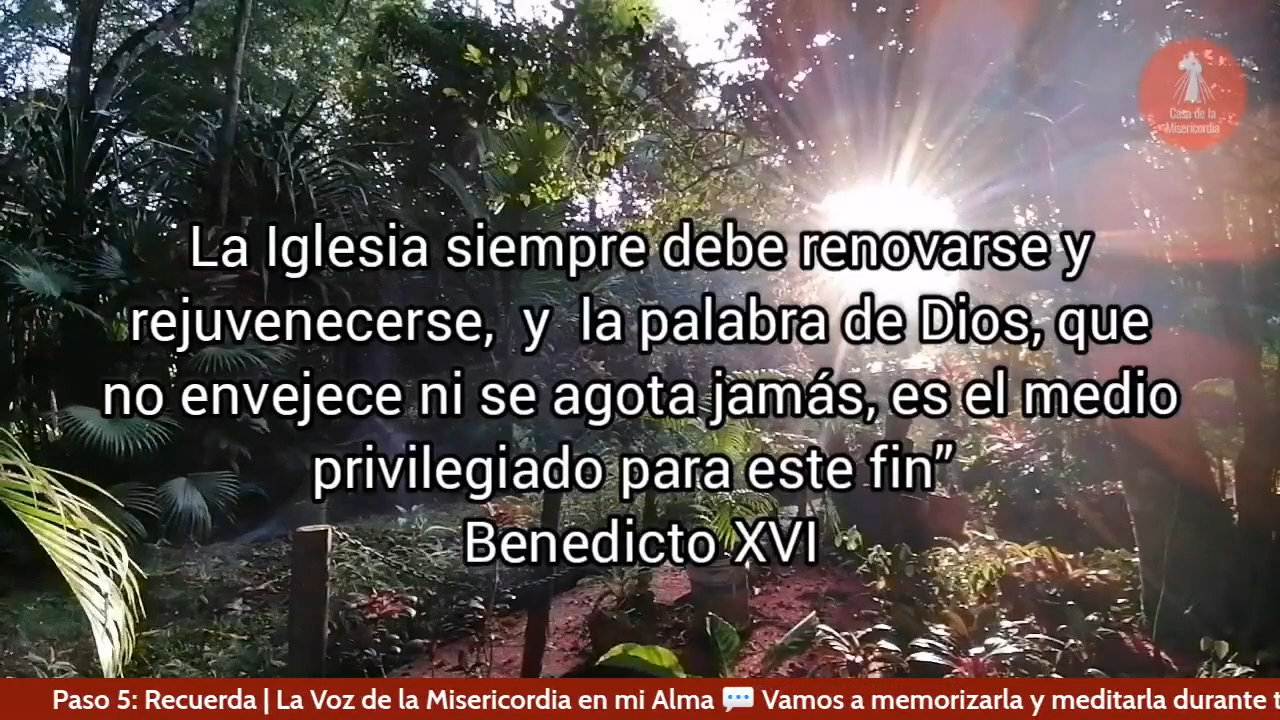 Casa de la
Misericordia
La Iglesia siempre debe renovarse y
rejuvenecerse, y la palabra de Dios, que
no envejece ni se agota jamás, es el medio
privilegiado para este fin”
Benedicto XVI
Paso 5: Recuerda | La Voz de la Misericordia en mi Alma 💬 Vamos a memorizarla y meditarla durante t